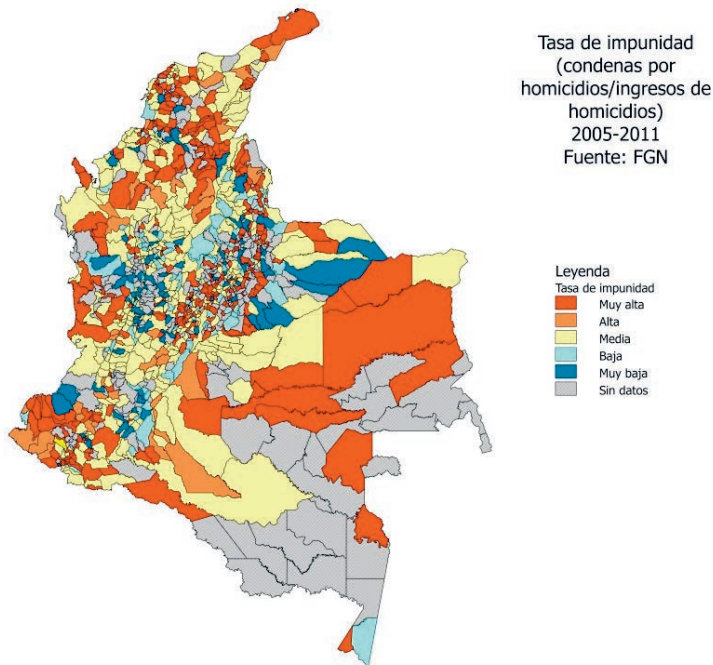 Tasa de impunidad
(condenas por
homicidios/ingresos de
homicidios)
2005-2011
Fuente: FGN
Leyenda
Tasa de impunidad
Muy alta
Alta
Media
Baja
Muy baja
Sin datos